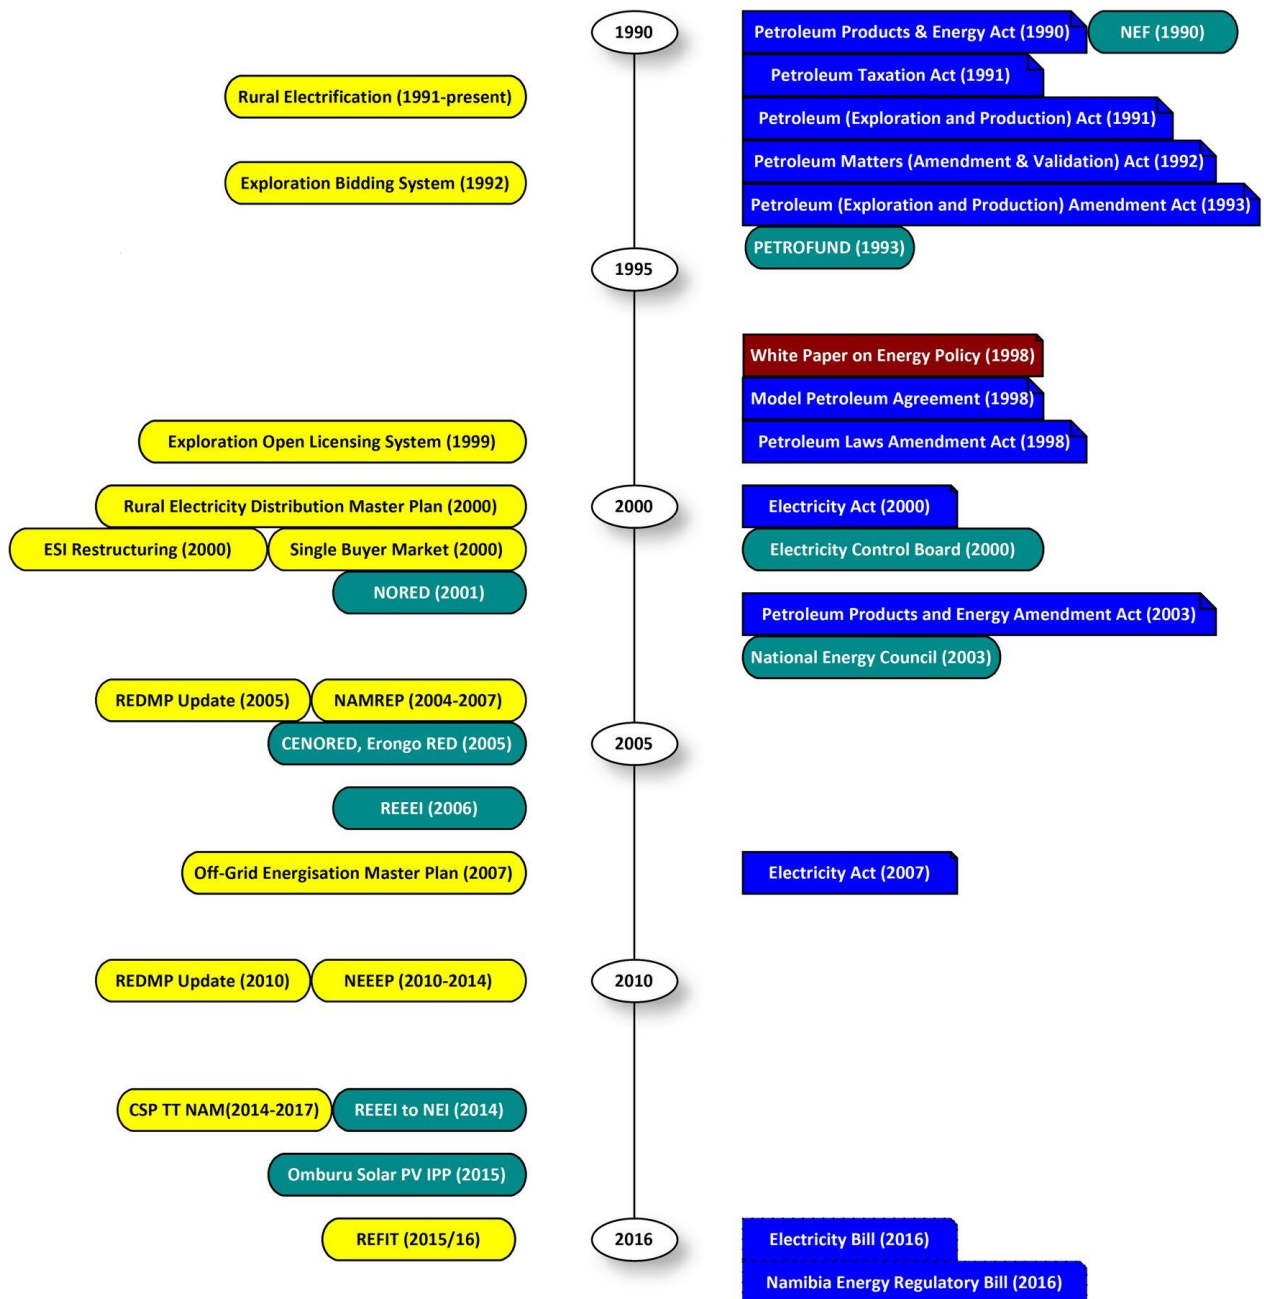 1990
Petroleum Products & Energy Act (1990)
NEF (1990)
Petroleum Taxation Act (1991)
Rural Electrification (1991-present)
Petroleum (Exploration and Production) Act (1991)
Petroleum Matters (Amendment & Validation) Act (1992)
Exploration Bidding System (1992)
Petroleum (Exploration and Production) Amendment Act (1993)
PETROFUND (1993)
1995
White Paper on Energy Policy (1998)
Model Petroleum Agreement (1998)
Exploration Open Licensing System (1999)
Petroleum Laws Amendment Act (1998)
Rural Electricity Distribution Master Plan (2000)
2000
Electricity Act (2000)
ESI Restructuring (2000)
Single Buyer Market (2000)
Electricity Control Board (2000)
NORED (2001)
Petroleum Products and Energy Amendment Act (2003)
National Energy Council (2003)
REDMP Update (2005)
NAMREP (2004-2007)
CENORED, Erongo RED (2005)
2005
REEEI (2006)
Off-Grid Energisation Master Plan (2007)
Electricity Act (2007)
REDMP Update (2010)
NEEEP (2010-2014)
2010
CSP TT NAM(2014-2017)
REEEI to NEI (2014)
Omburu Solar PV IPP (2015)
REFIT (2015/16)
2016
Electricity Bill (2016)
Namibia Energy Regulatory Bill (2016)